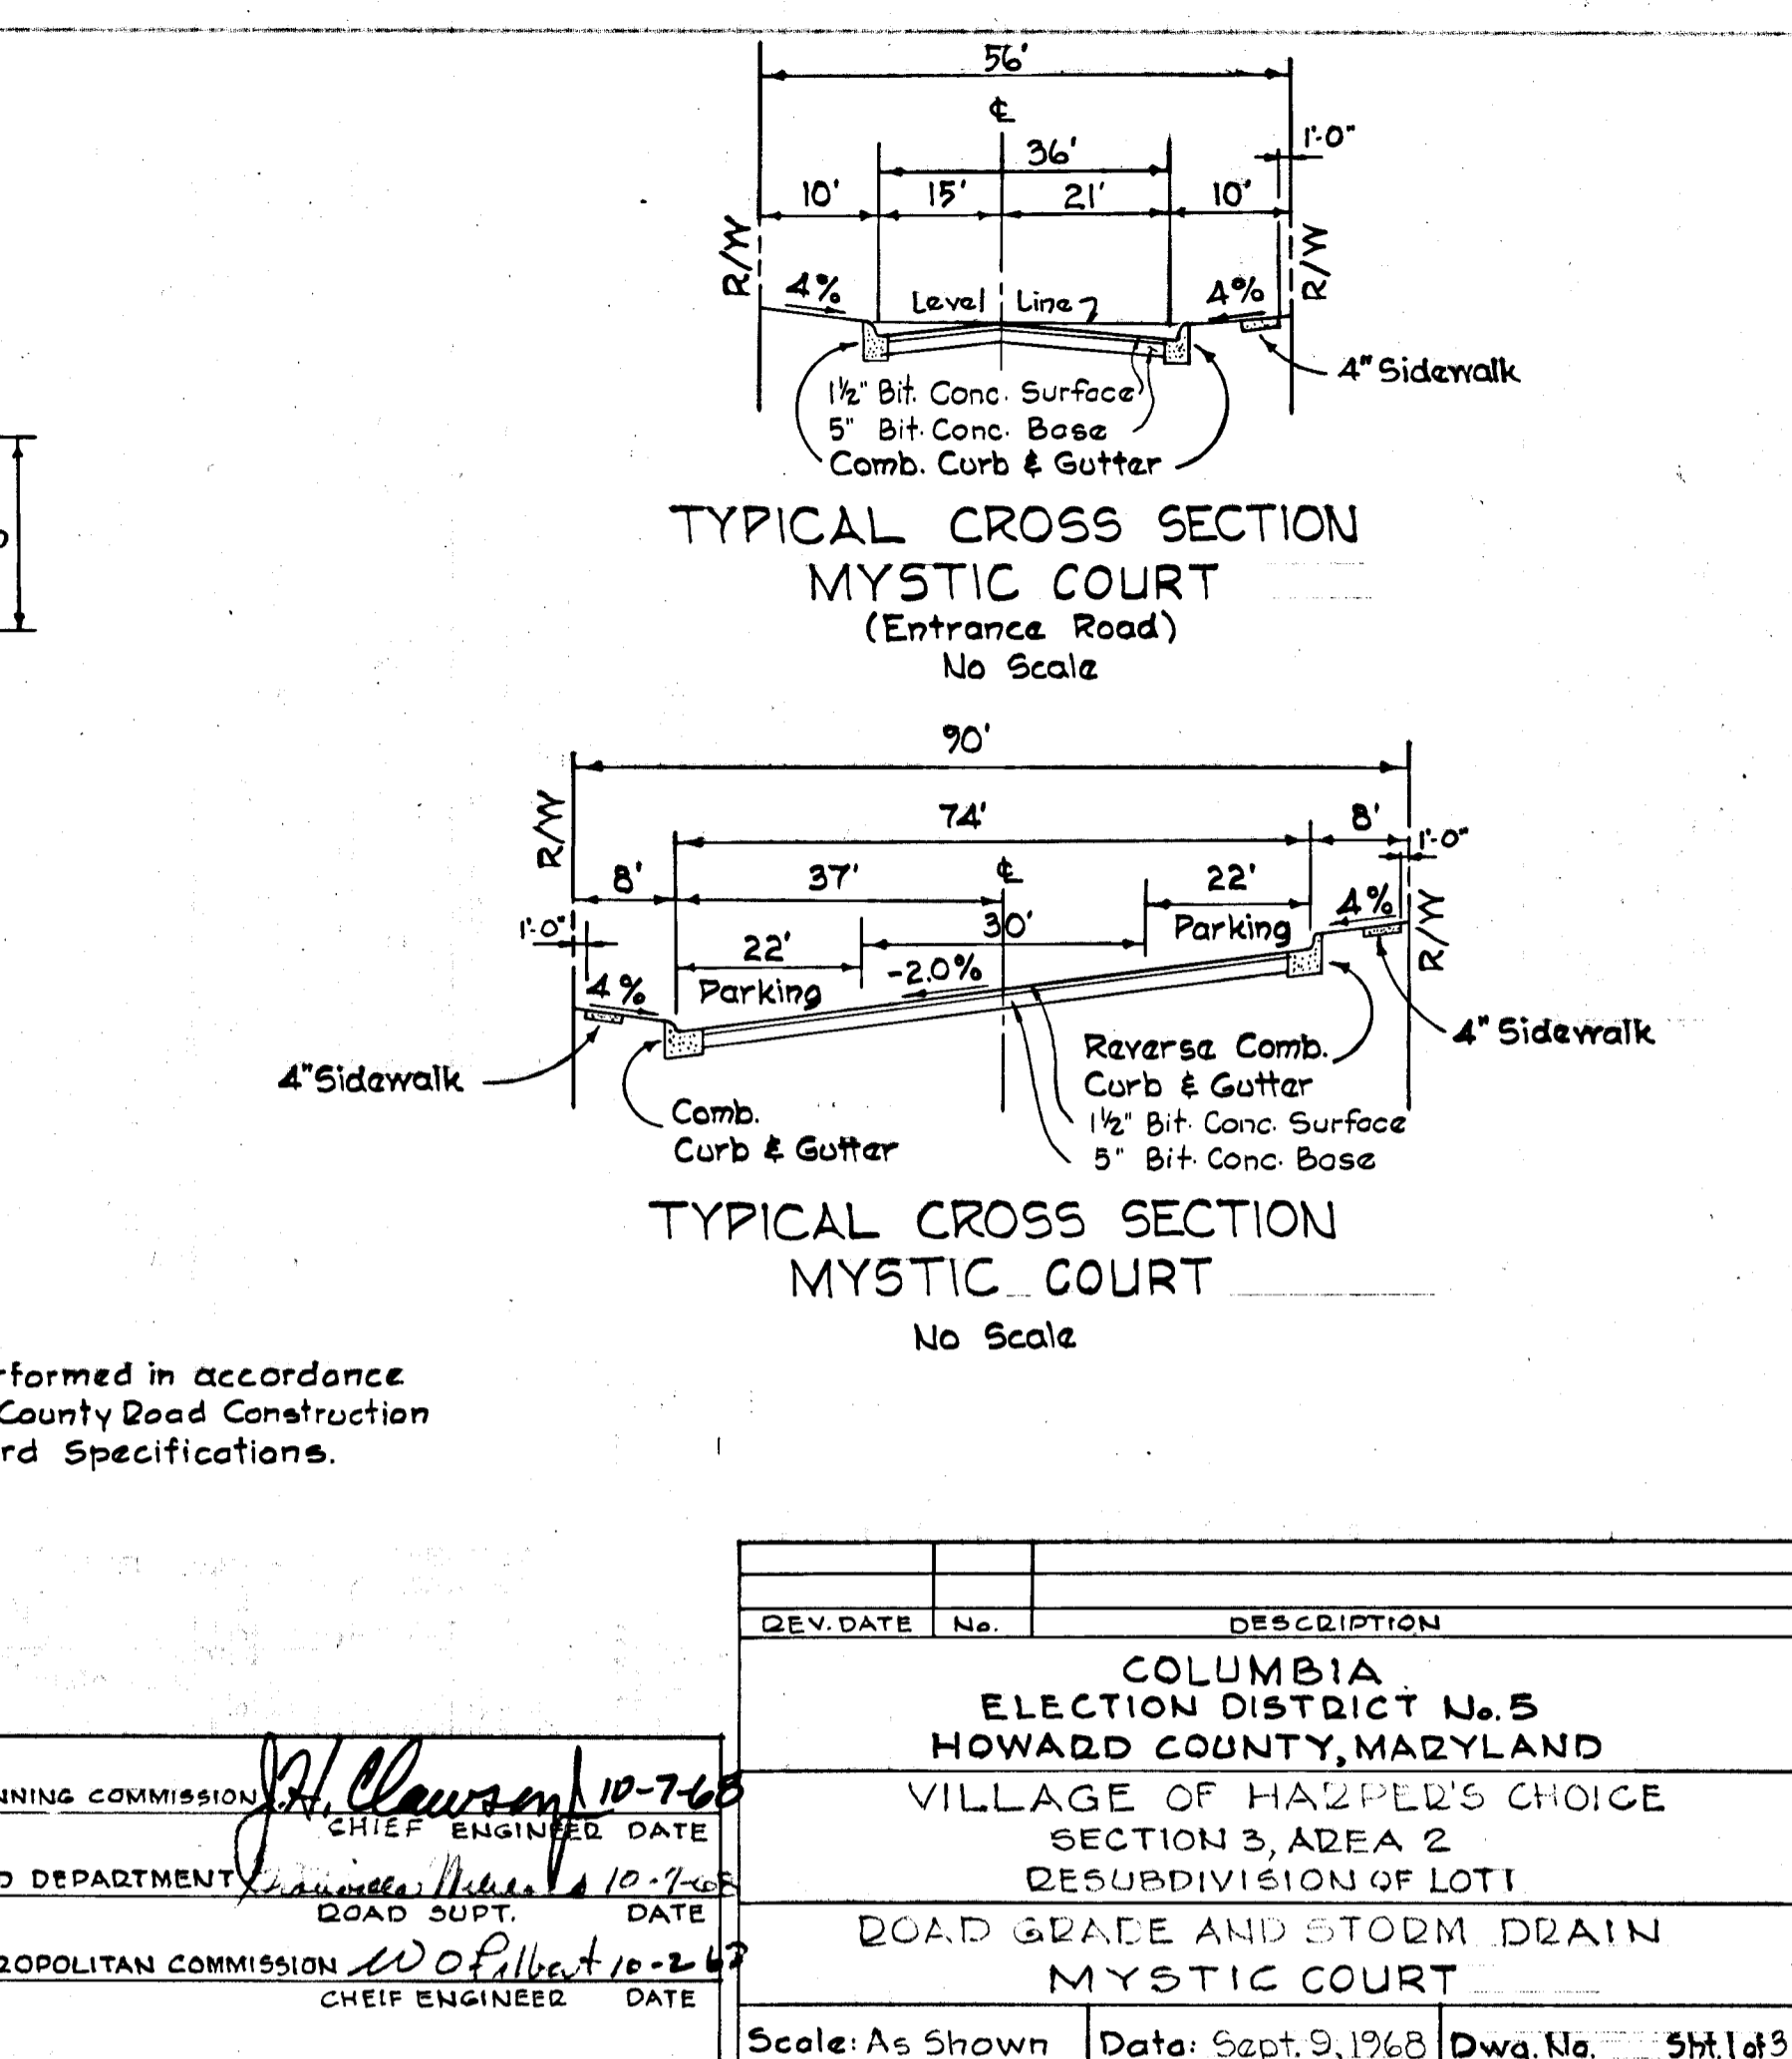 56'
℄
1'-0"
36'
10' 15' 21' 10'
R/W R/W
4% Level Line 4%
4" Sidewalk
1½" Bit. Conc. Surface
5" Bit. Conc. Base
Comb. Curb & Gutter
TYPICAL CROSS SECTION
MYSTIC COURT
(Entrance Road)
No Scale
90'
R/W
74' 8'
1'-0"
8' 37' ℄ 22'
4%
Parking
R/W
1'-0"
22' 30'
-2.0%
4% Parking
4" Sidewalk
4" Sidewalk
Reverse Comb.
Curb & Gutter
Comb.
Curb & Gutter
1½" Bit. Conc. Surface
5" Bit. Conc. Base
TYPICAL CROSS SECTION
MYSTIC COURT
No Scale
formed in accordance
County Road Construction
rd Specifications.
REV. DATE No. DESCRIPTION
COLUMBIA
ELECTION DISTRICT No. 5
HOWARD COUNTY, MARYLAND
VILLAGE OF HARPER'S CHOICE
SECTION 3, AREA 2
RESUBDIVISION OF LOT 1
ROAD GRADE AND STORM DRAIN
MYSTIC COURT
Scale: As Shown Date: Sept. 9, 1968 Dwg. No. Sht. 1 of 3
NNING COMMISSION J.H. Clawson 10-7-68
CHIEF ENGINEER DATE
D DEPARTMENT 10-7-68
ROAD SUPT. DATE
ROPOLITAN COMMISSION 10-2-68
CHEIF ENGINEER DATE